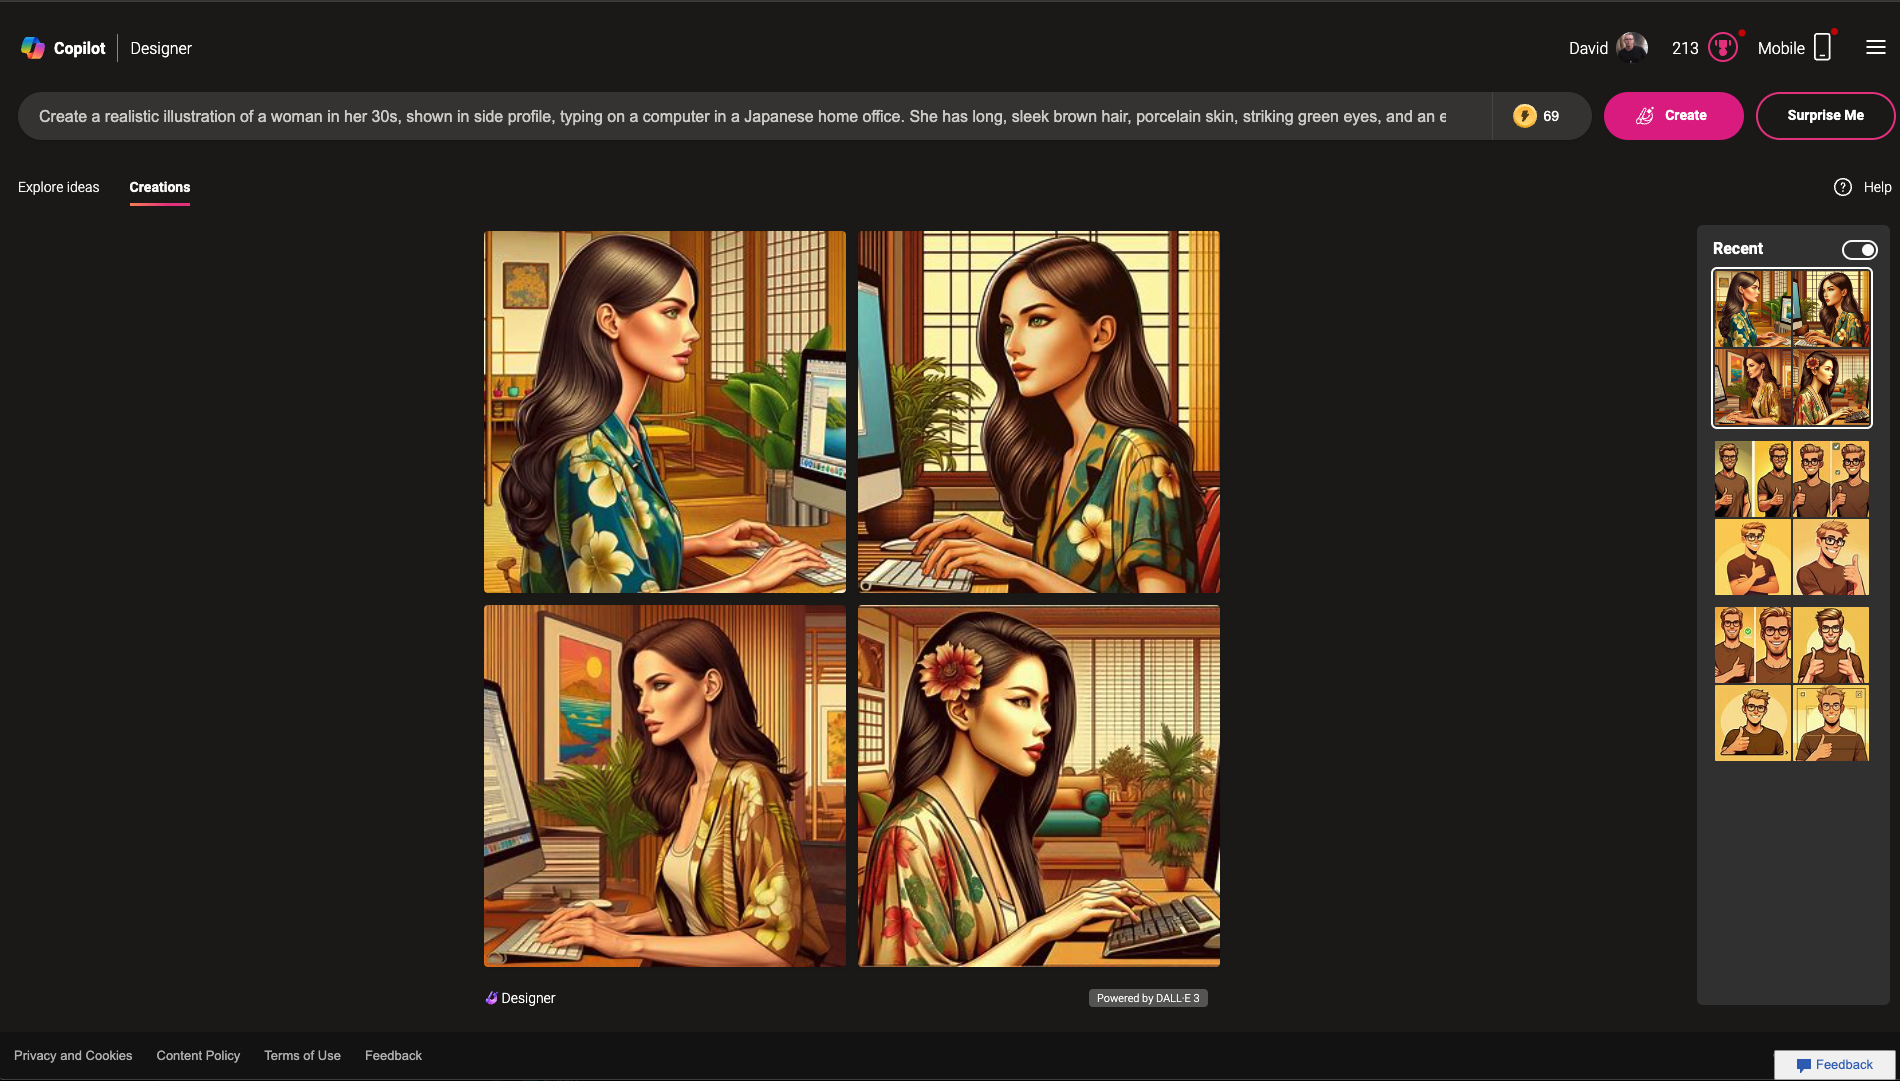 Copilot
Designer
David
213
Mobile
Create a realistic illustration of a woman in her 30s, shown in side profile, typing on a computer in a Japanese home office. She has long, sleek brown hair, porcelain skin, striking green eyes, and an e
69
Create
Surprise Me
Explore ideas
Creations
Help
Recent
Designer
Powered by DALL·E 3
Privacy and Cookies
Content Policy
Terms of Use
Feedback
Feedback